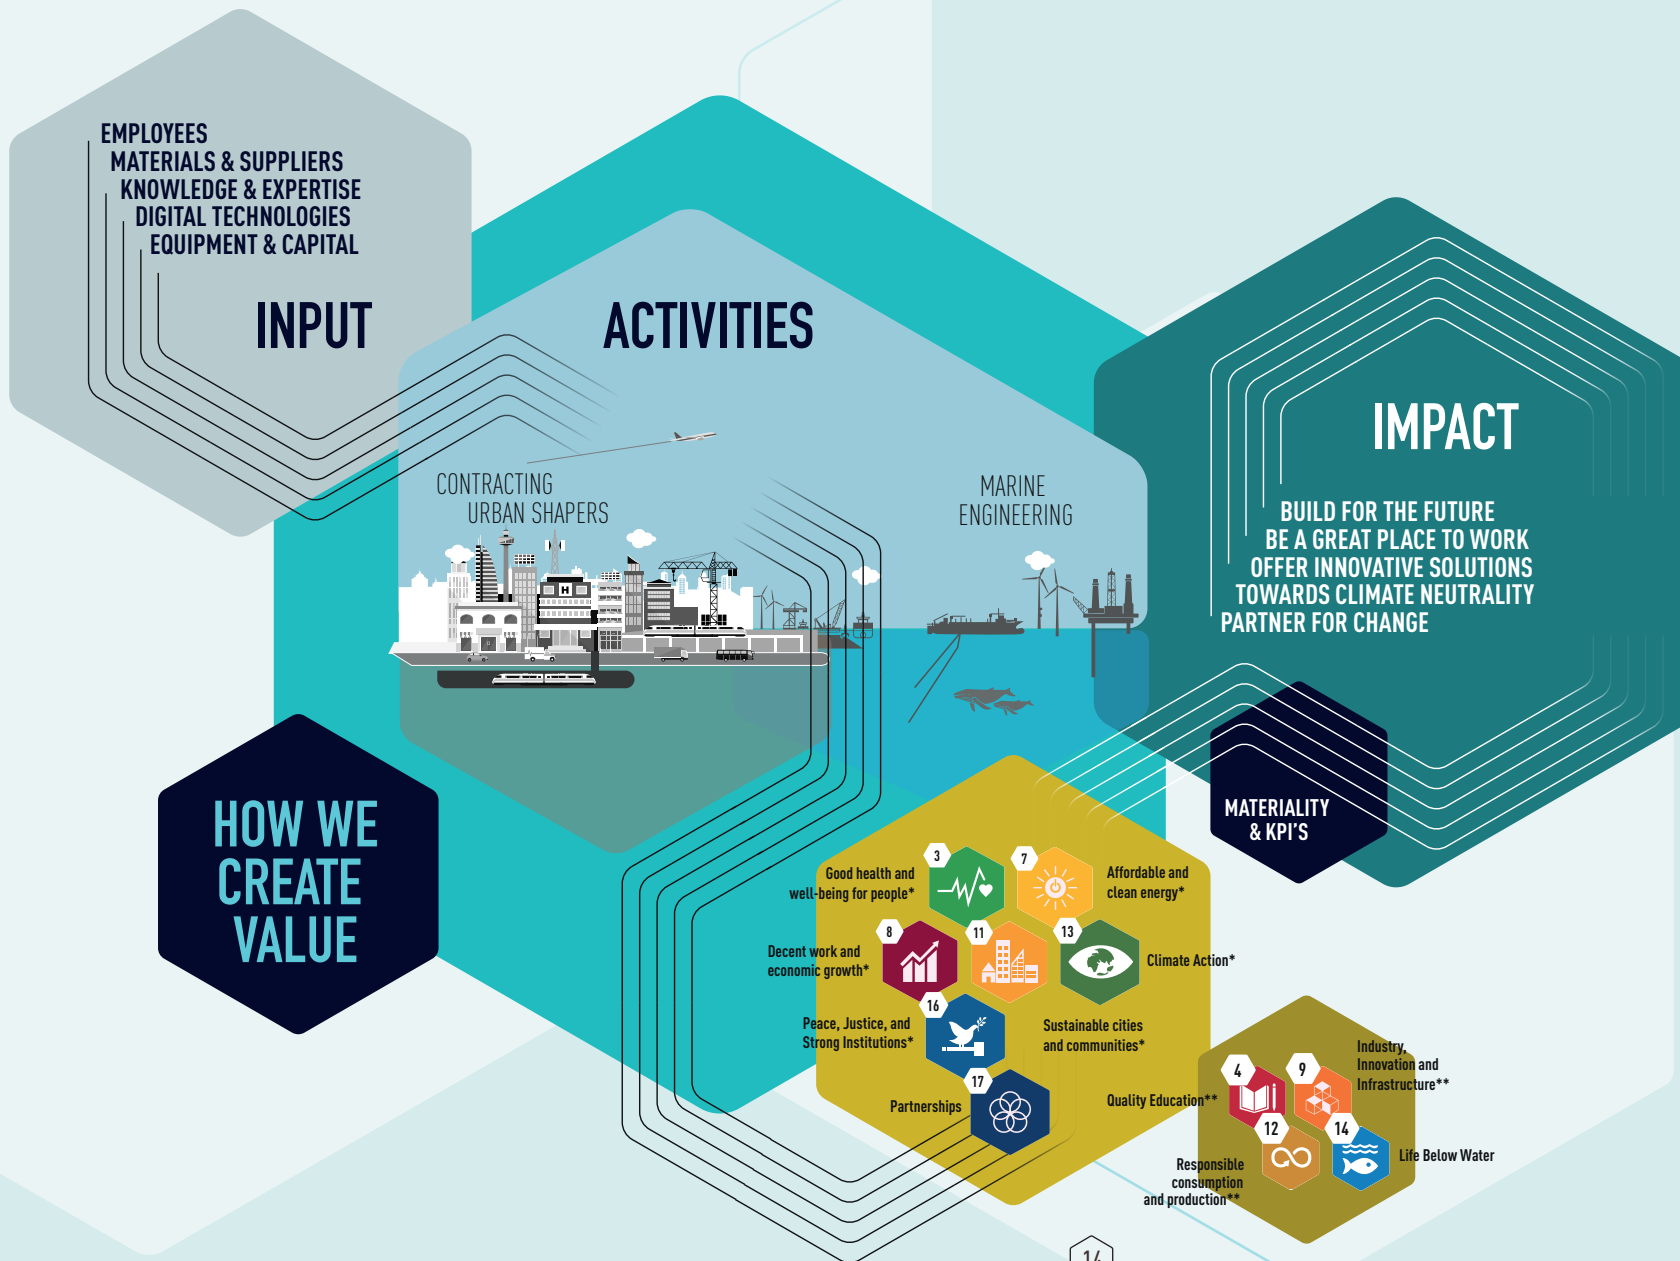 EMPLOYEES
MATERIALS & SUPPLIERS
KNOWLEDGE & EXPERTISE
DIGITAL TECHNOLOGIES
EQUIPMENT & CAPITAL
INPUT
ACTIVITIES
CONTRACTING
URBAN SHAPERS
H
MARINE
ENGINEERING
IMPACT
BUILD FOR THE FUTURE
BE A GREAT PLACE TO WORK
OFFER INNOVATIVE SOLUTIONS
TOWARDS CLIMATE NEUTRALITY
PARTNER FOR CHANGE
MATERIALITY
& KPI'S
HOW WE
CREATE
VALUE
3
Good health and
well-being for people*
7
Affordable and
clean energy*
8
Decent work and
economic growth*
11
13
Climate Action*
16
Peace, Justice, and
Strong Institutions*
Sustainable cities
and communities*
17
Partnerships
4
Quality Education**
9
Industry,
Innovation and
Infrastructure**
12
Responsible
consumption
and production**
14
Life Below Water
14